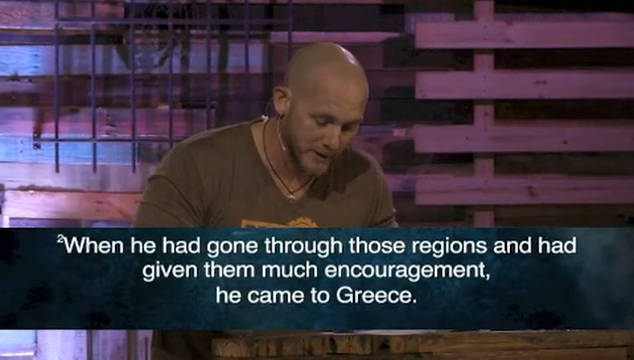 ²When he had gone through those regions and had
given them much encouragement,
he came to Greece.